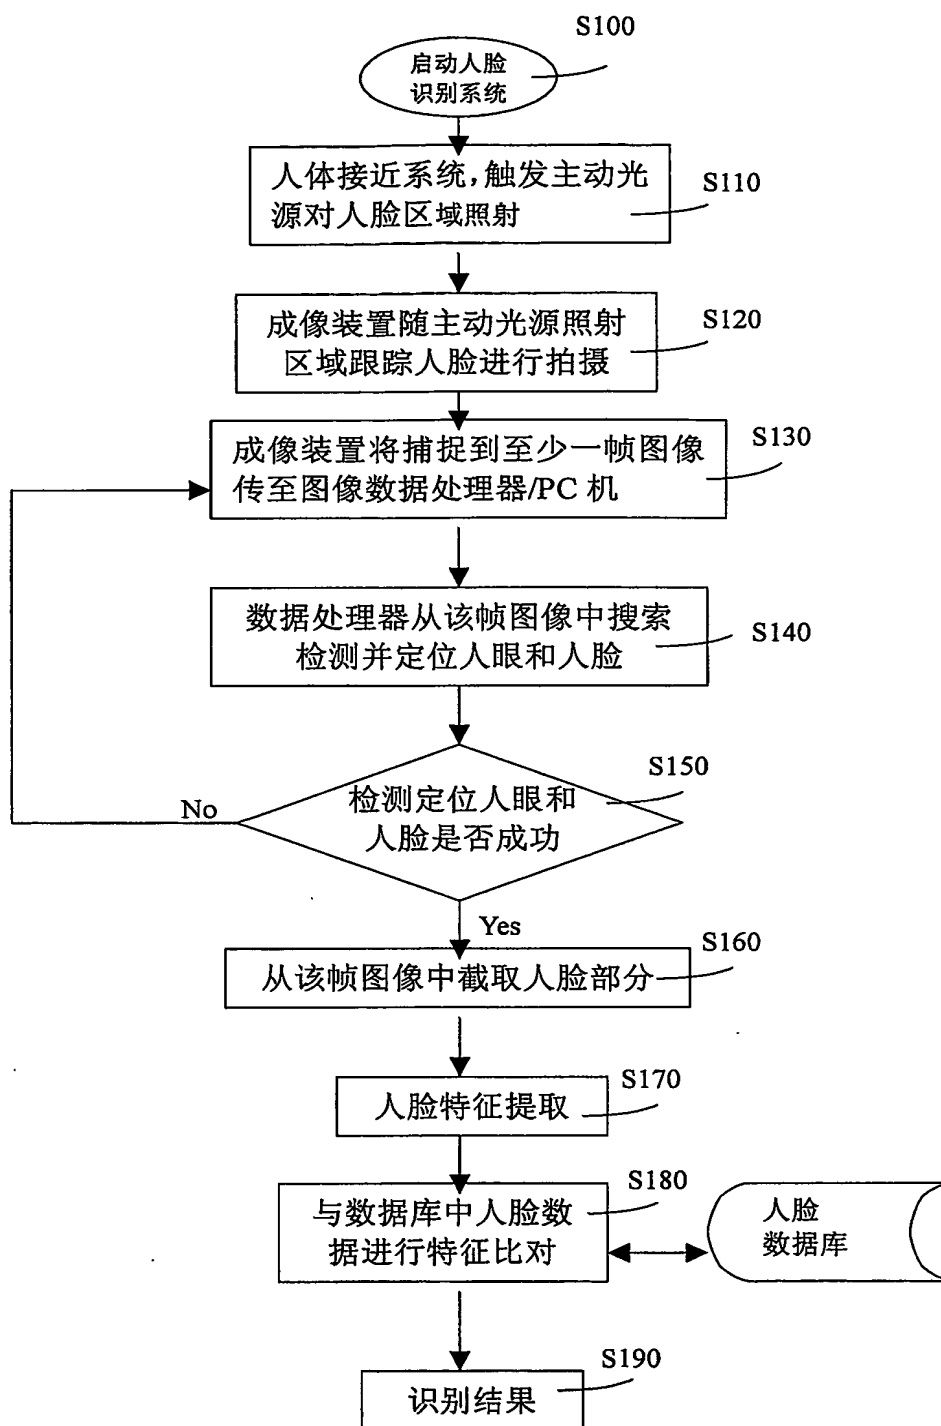 S100
启动人脸
识别系统
人体接近系统，触发主动光
源对人脸区域照射
S110
成像装置随主动光源照射
区域跟踪人脸进行拍摄
S120
成像装置将捕捉到至少一帧图像
传至图像数据处理器/PC 机
S130
数据处理器从该帧图像中搜索
检测并定位人眼和人脸
S140
S150
检测定位人眼和
人脸是否成功
No
Yes
S160
从该帧图像中截取人脸部分
S170
人脸特征提取
S180
与数据库中人脸数
据进行特征比对
人脸
数据库
S190
识别结果